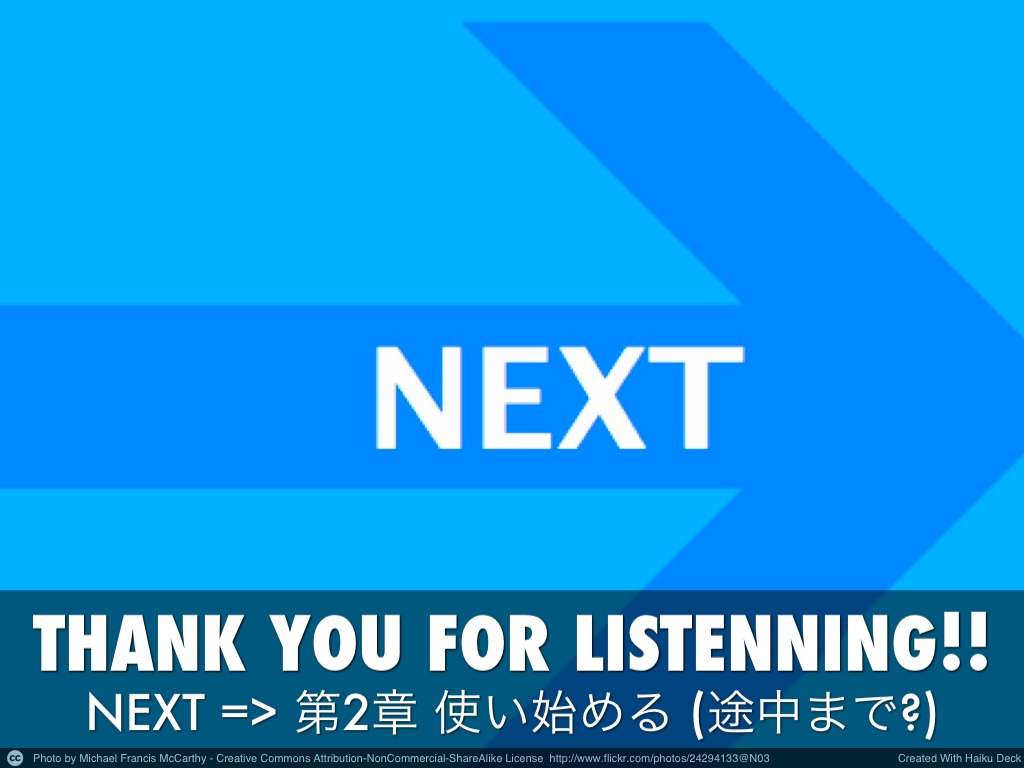 NEXT
THANK YOU FOR LISTENNING!!
NEXT => 第2章 使い始める (途中まで?)
cc Photo by Michael Francis McCarthy - Creative Commons Attribution-NonCommercial-ShareAlike License http://www.flickr.com/photos/24294133@N03 Created With Haiku Deck